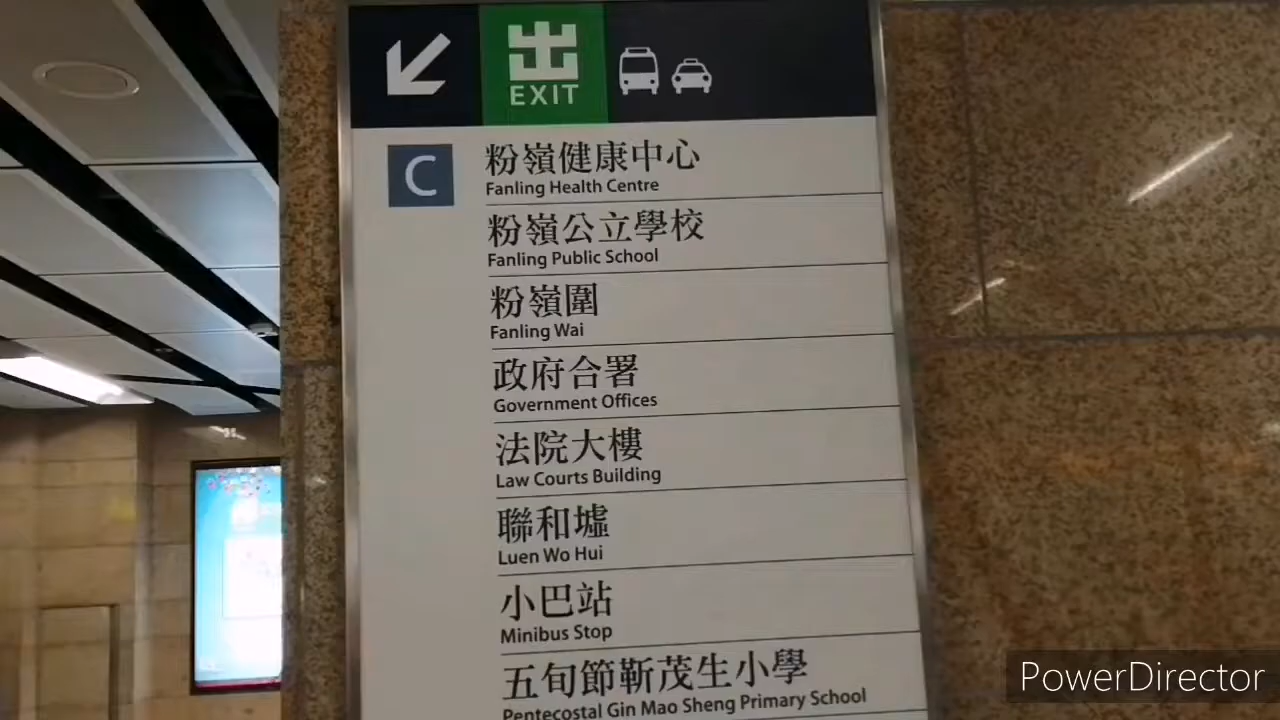 出
EXIT
C
粉嶺健康中心
Fanling Health Centre
粉嶺公立學校
Fanling Public School
粉嶺圍
Fanling Wai
政府合署
Government Offices
法院大樓
Law Courts Building
聯和墟
Luen Wo Hui
小巴站
Minibus Stop
五旬節靳茂生小學
Pentecostal Gin Mao Sheng Primary School
PowerDirector